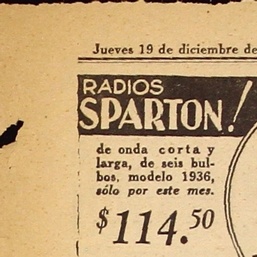 Jueves 19 de diciembre de
RADIOS
SPARTON!
de onda corta y
larga, de seis bul-
bos, modelo 1936,
sólo por este mes.
$114.50